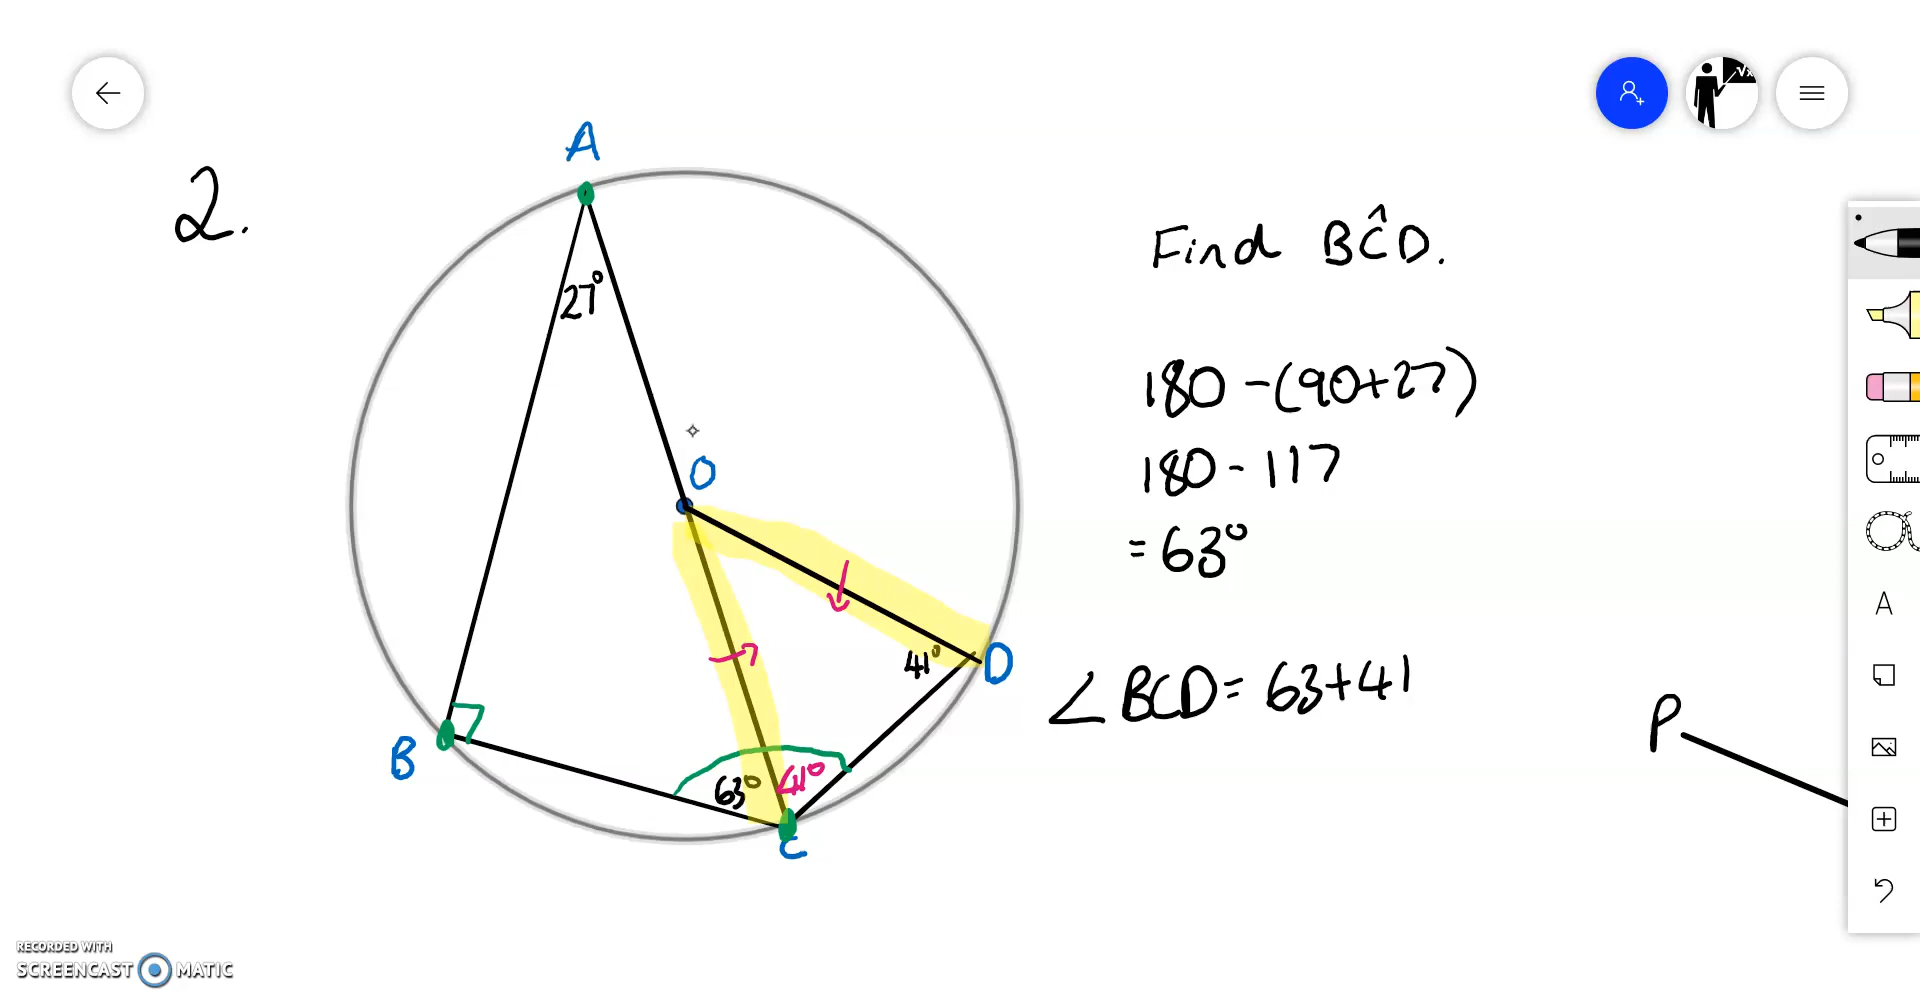 2.
A
27°
O
41°
D
B
63°
41°
C
Find BĈD.
180 - (90+27)
180 - 117
= 63°
∠BCD = 63+41
P
√x
A
RECORDED WITH
SCREENCAST MATIC